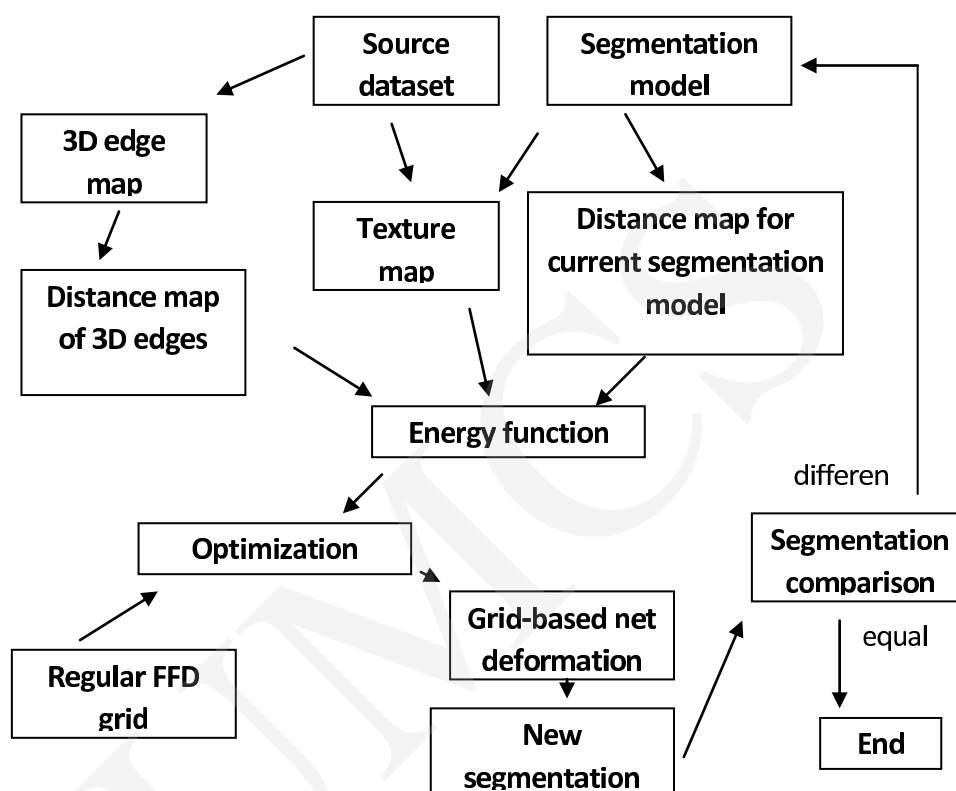 Source
dataset
Segmentation
model
3D edge
map
Texture
map
Distance map for
current segmentation
model
Distance map
of 3D edges
Energy function
differen
Optimization
Segmentation
comparison
Grid-based net
deformation
equal
Regular FFD
grid
New
segmentation
End
UMCS